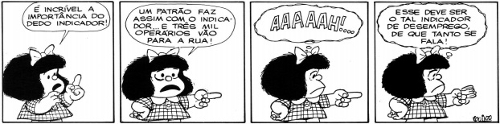 É INCRÍVEL A
IMPORTÂNCIA DO
DEDO INDICADOR!
UM PATRÃO FAZ
ASSIM COM O INDICA-
DOR... E TRÊS MIL
OPERÁRIOS VÃO
PARA A RUA!
AAAAAH!...
ESSE DEVE SER
O TAL INDICADOR
DE DESEMPREGO,
DE QUE TANTO SE
FALA!